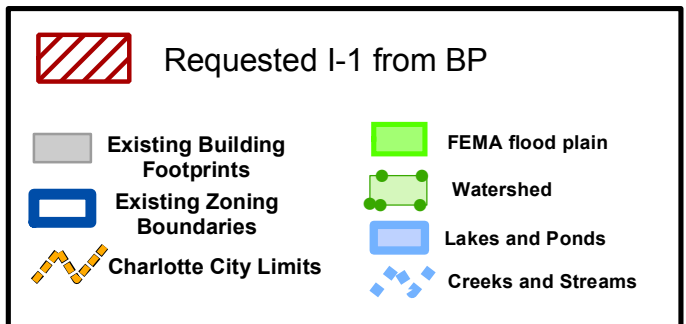 Requested I-1 from BP
Existing Building
Footprints
Existing Zoning
Boundaries
Charlotte City Limits
FEMA flood plain
Watershed
Lakes and Ponds
Creeks and Streams